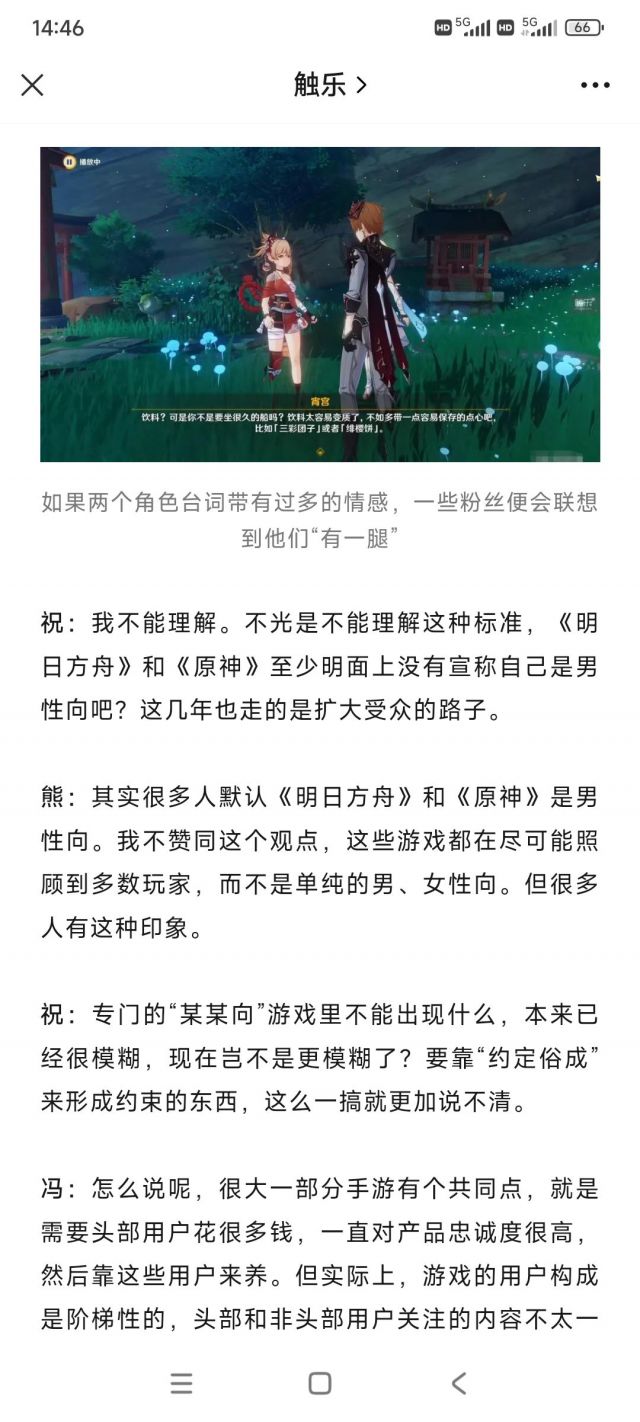 14:46
HD 5G HD 5G 66
触乐
播放中
宵宫
饮料？可是你不是要坐很久的船吗？饮料太容易变质了，不如多带一点容易保存的点心吧，
比如「三彩团子」或者「绯樱饼」。
如果两个角色台词带有过多的情感，一些粉丝便会联想
到他们“有一腿”
祝：我不能理解。不光是不能理解这种标准，《明
日方舟》和《原神》至少明面上没有宣称自己是男
性向吧？这几年也走的是扩大受众的路子。
熊：其实很多人默认《明日方舟》和《原神》是男
性向。我不赞同这个观点，这些游戏都在尽可能照
顾到多数玩家，而不是单纯的男、女性向。但很多
人有这种印象。
祝：专门的“某某向”游戏里不能出现什么，本来已
经很模糊，现在岂不是更模糊了？要靠“约定俗成”
来形成约束的东西，这么一搞就更加说不清。
冯：怎么说呢，很大一部分手游有个共同点，就是
需要头部用户花很多钱，一直对产品忠诚度很高，
然后靠这些用户来养。但实际上，游戏的用户构成
是阶梯性的，头部和非头部用户关注的内容不太一